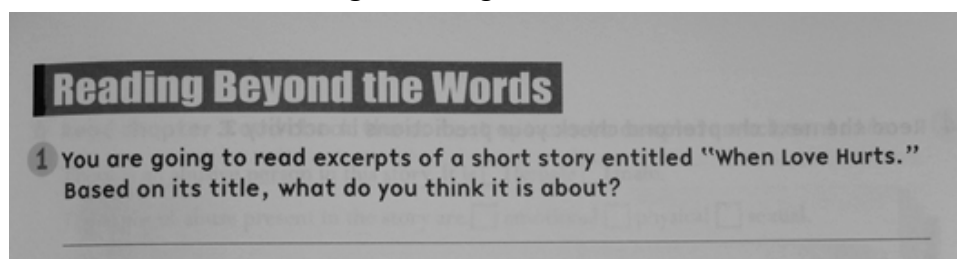 Reading Beyond the Words
1 You are going to read excerpts of a short story entitled "When Love Hurts."
Based on its title, what do you think it is about?